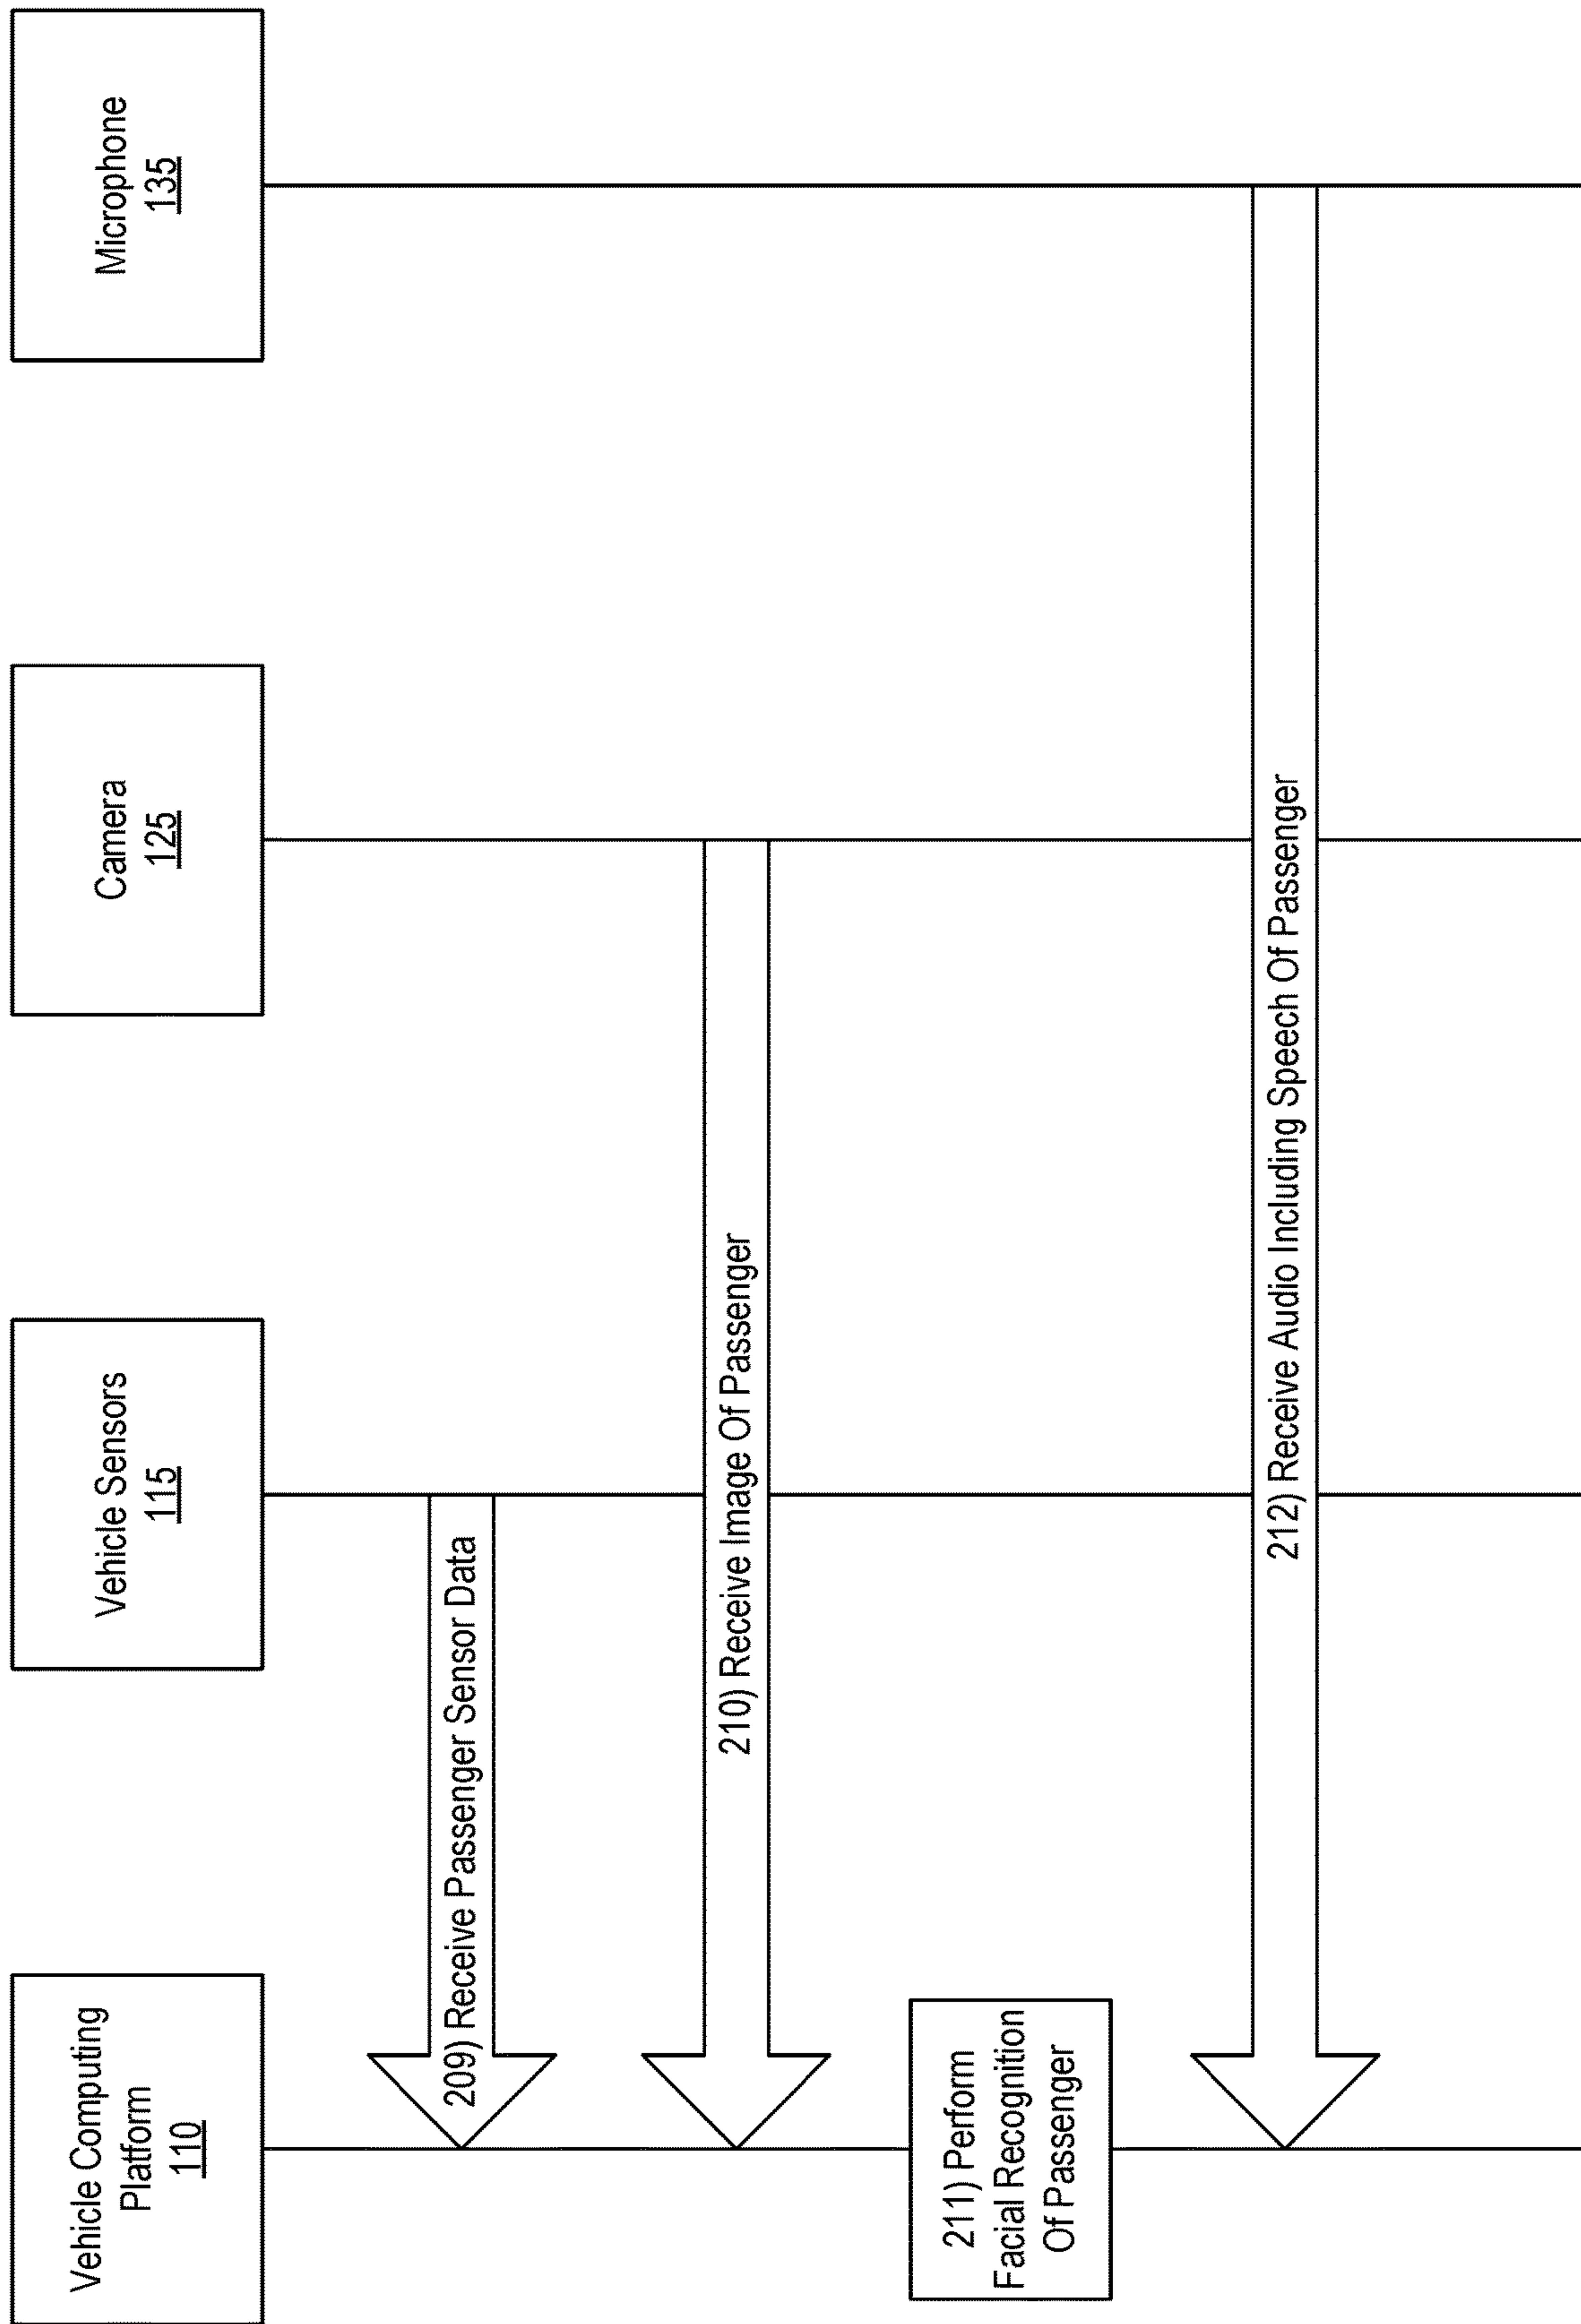 Vehicle Computing
Platform
110
Vehicle Sensors
115
Camera
125
Microphone
135
209) Receive Passenger Sensor Data
210) Receive Image Of Passenger
211) Perform
Facial Recognition
Of Passenger
212) Receive Audio Including Speech Of Passenger